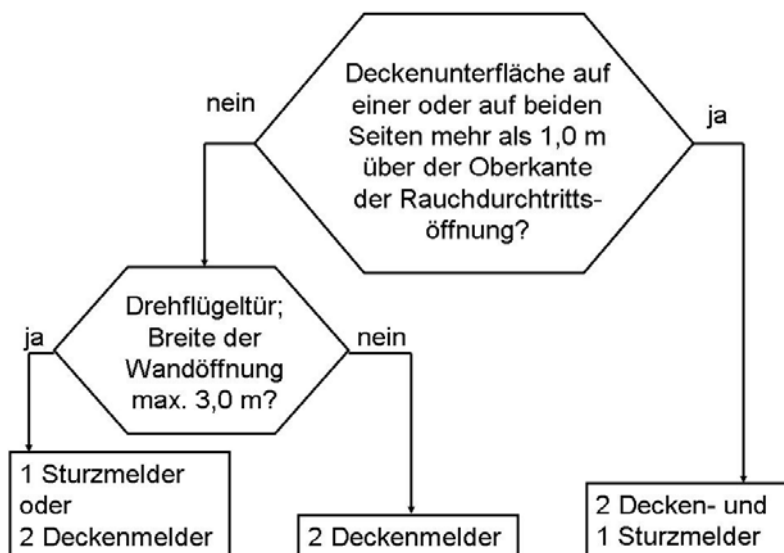 Deckenunterfläche auf
einer oder auf beiden
Seiten mehr als 1,0 m
über der Oberkante
der Rauchdurchtritts-
öffnung?
nein
ja
Drehflügeltür;
Breite der
Wandöffnung
max. 3,0 m?
ja
nein
1 Sturzmelder
oder
2 Deckenmelder
2 Deckenmelder
2 Decken- und
1 Sturzmelder